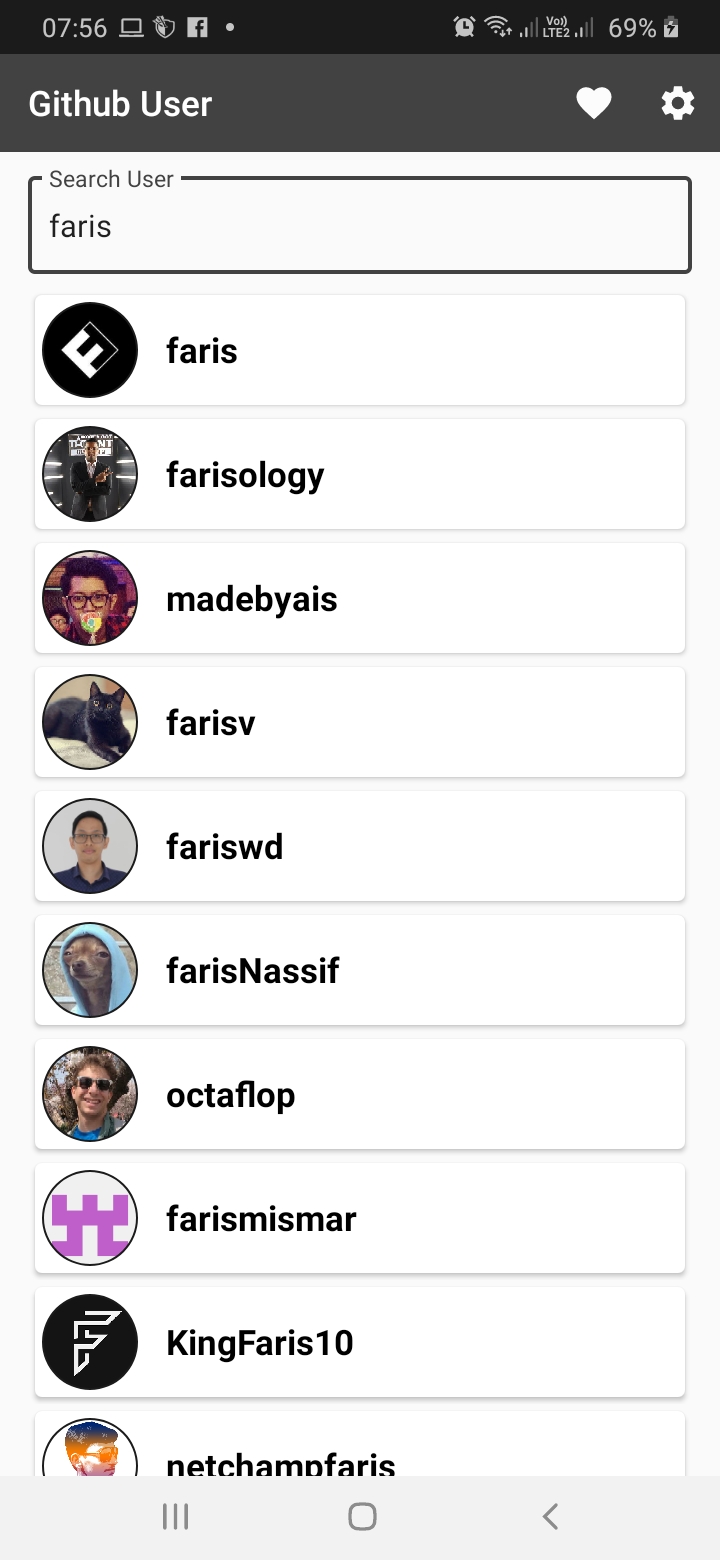 07:56 Vo)) LTE2 69%
Github User
Search User
faris
faris
farisology
madebyais
farisv
fariswd
farisNassif
octaflop
farismismar
KingFaris10
netchampfaris